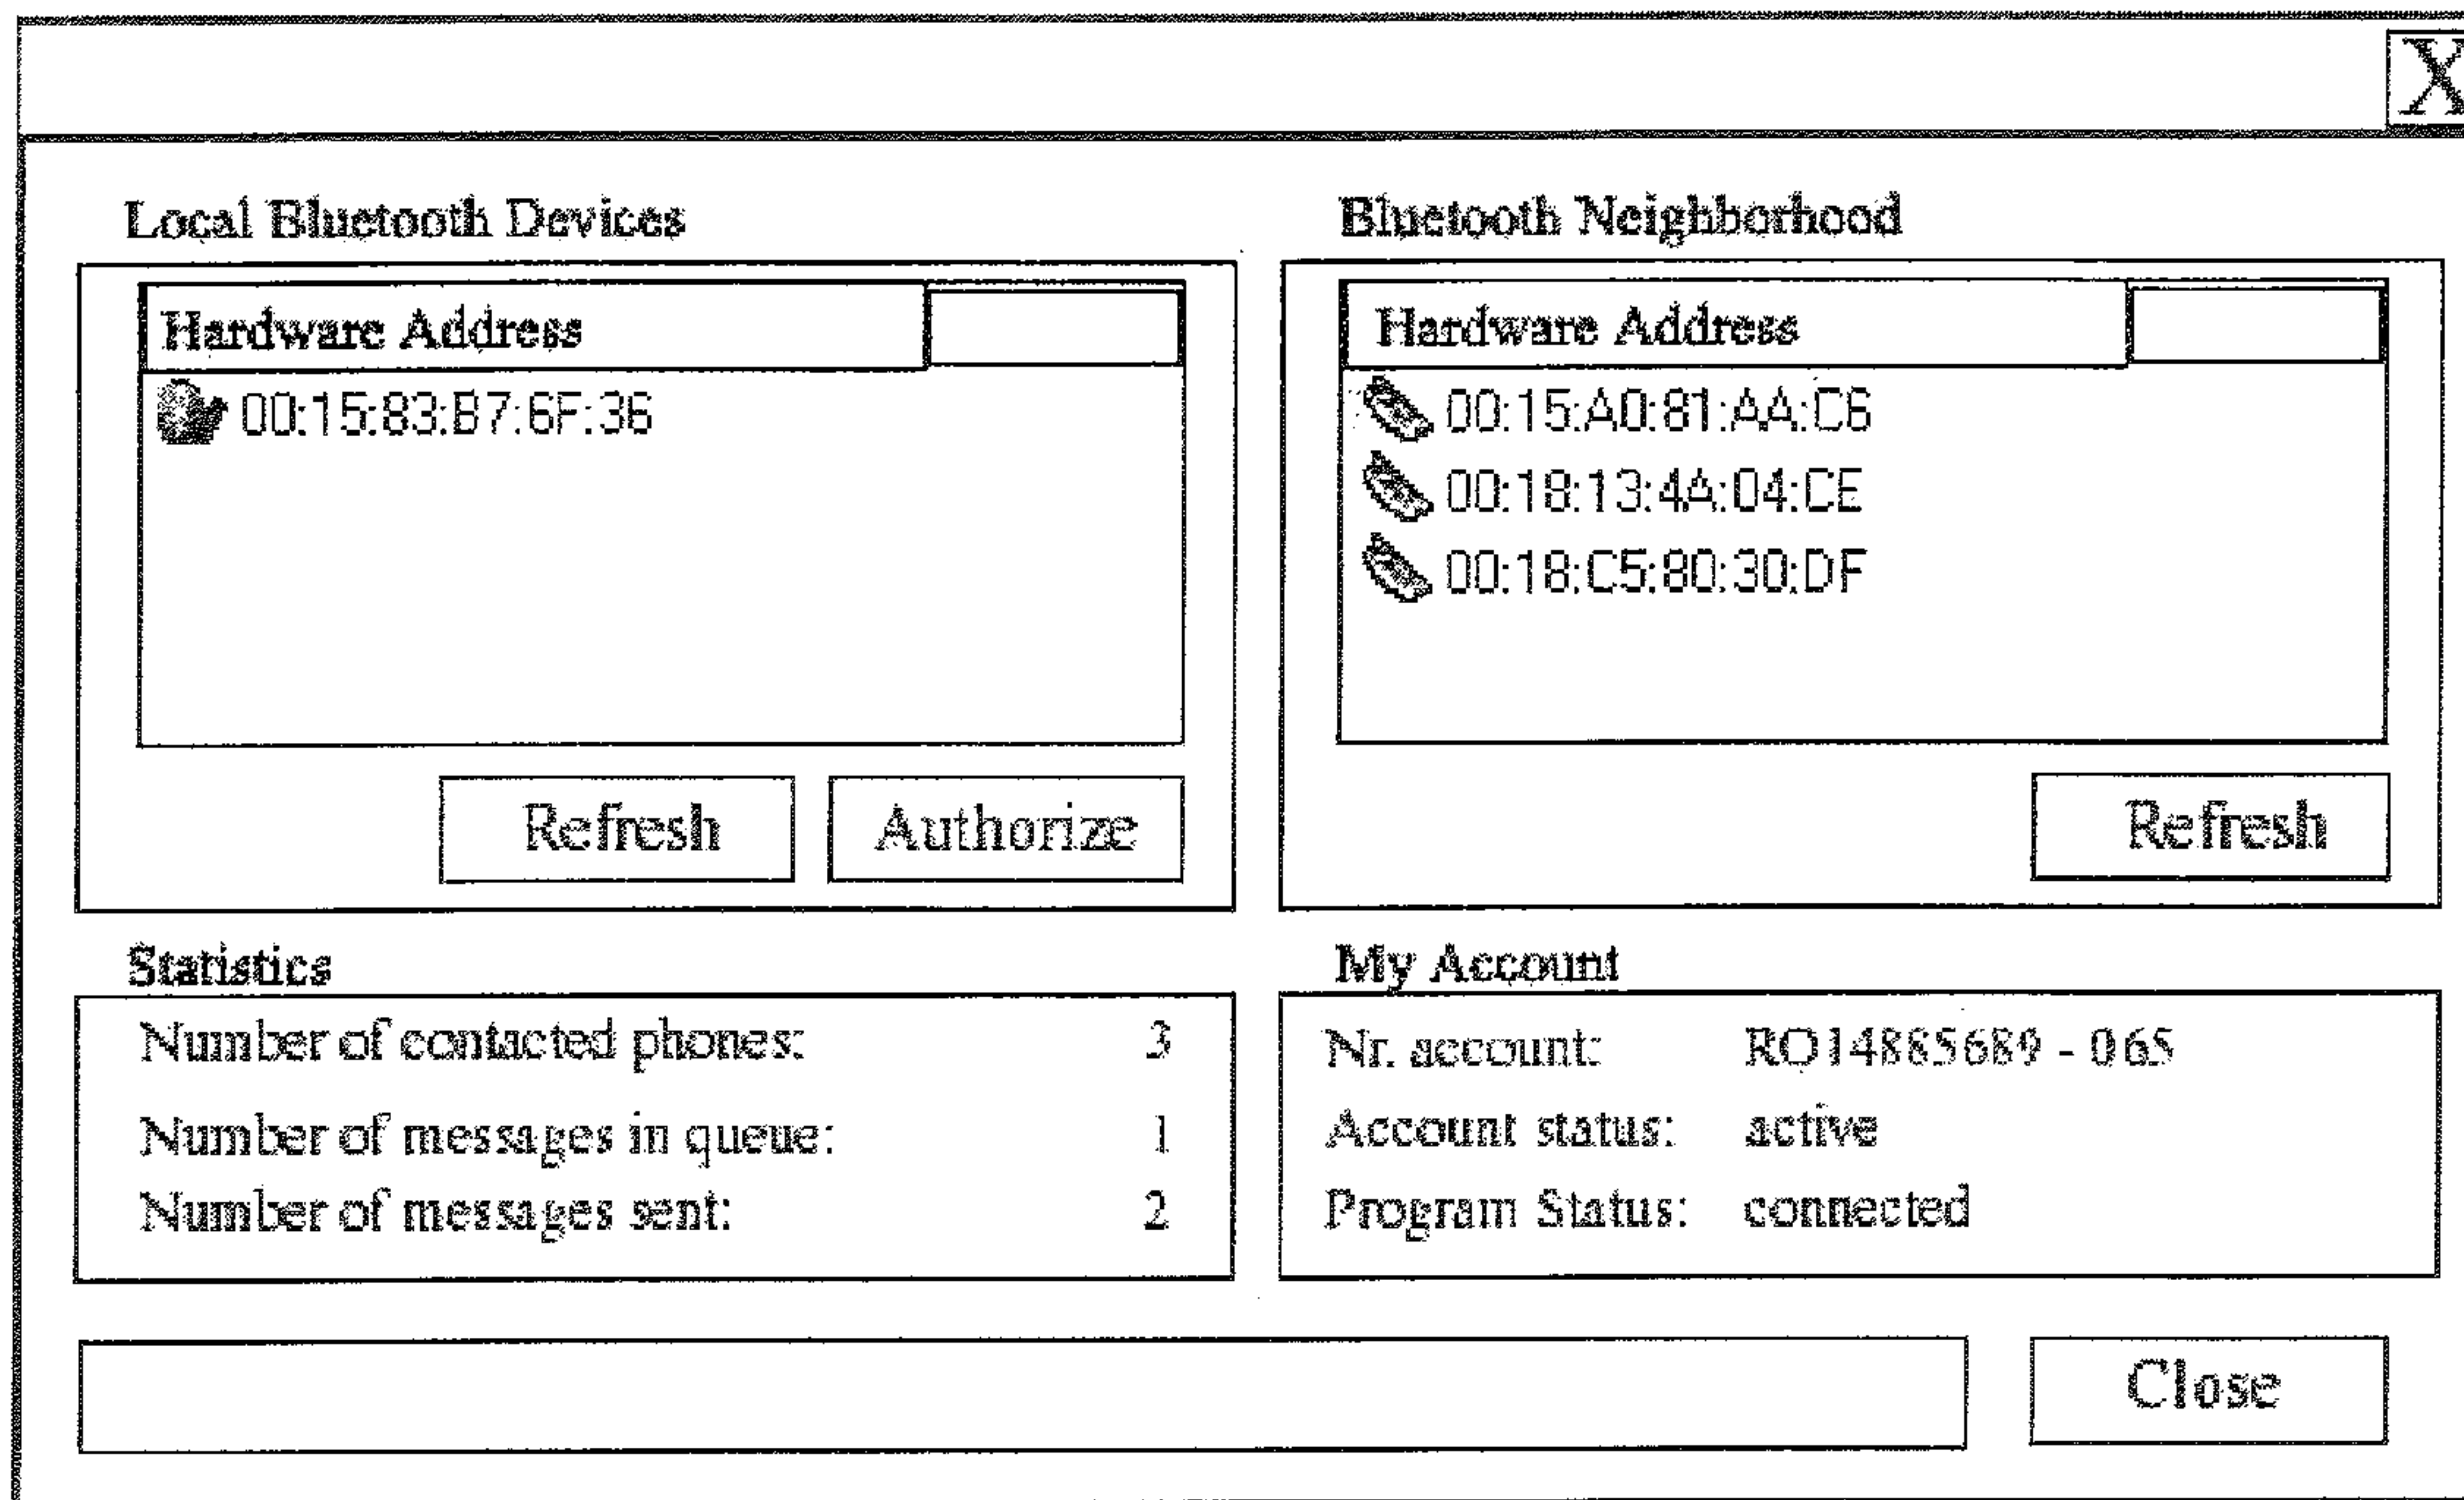 X
Local Bluetooth Devices
Hardware Address
00:15:83:B7:6F:36
Refresh Authorize
Bluetooth Neighborhood
Hardware Address
00:15:A0:81:AA:C6
00:18:13:4A:04:CE
00:18:C5:80:30:DF
Refresh
Statistics
Number of contacted phones: 3
Number of messages in queue: 1
Number of messages sent: 2
My Account
Nr. account: RO14885689 - 065
Account status: active
Program Status: connected
Close